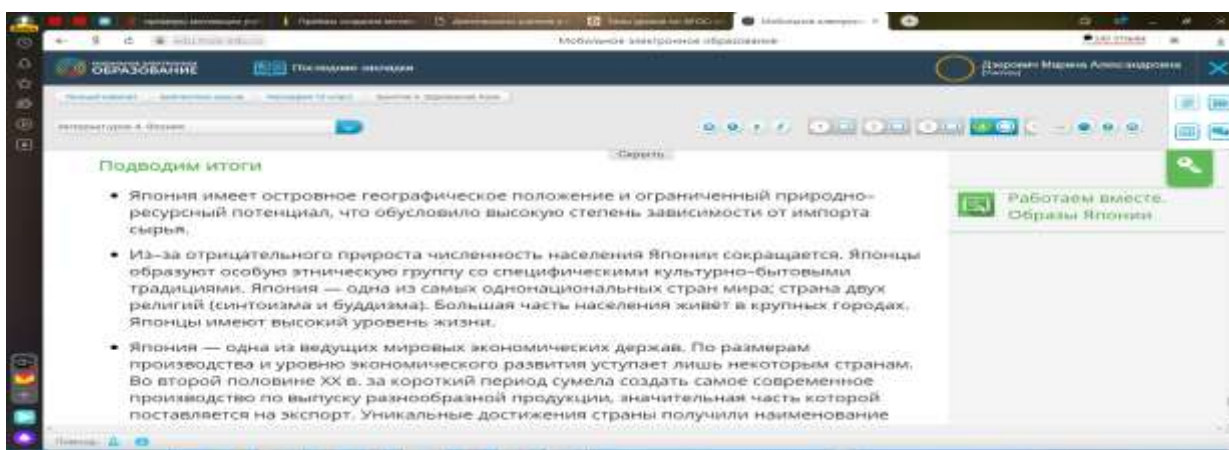 Мобильное электронное образование
ОБРАЗОВАНИЕ
Последние закладки
Марина Александровна
Интерактивное 4. Япония
Скрыть
Подводим итоги
• Япония имеет островное географическое положение и ограниченный природно-
ресурсный потенциал, что обусловило высокую степень зависимости от импорта
сырья.
• Из-за отрицательного прироста численность населения Японии сокращается. Японцы
образуют особую этническую группу со специфическими культурно-бытовыми
традициями. Япония — одна из самых однонациональных стран мира; страна двух
религий (синтоизма и буддизма). Большая часть населения живёт в крупных городах.
Японцы имеют высокий уровень жизни.
• Япония — одна из ведущих мировых экономических держав. По размерам
производства и уровню экономического развития уступает лишь некоторым странам.
Во второй половине XX в. за короткий период сумела создать самое современное
производство по выпуску разнообразной продукции, значительная часть которой
поставляется на экспорт. Уникальные достижения страны получили наименование
Работаем вместе.
Образы Японии
Помощь